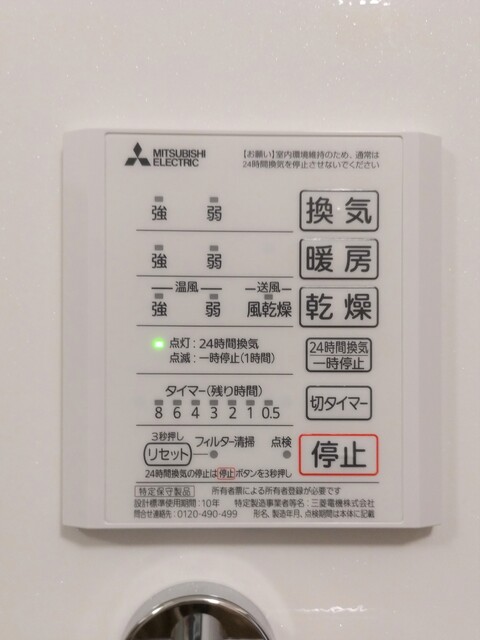 MITSUBISHI
ELECTRIC
【お願い】室内環境維持のため、通常は
24時間換気を停止させないでください
強 弱 換気
強 弱 暖房
温風 送風
強 弱 風乾燥 乾燥
点灯：24時間換気
点滅：一時停止(1時間)
24時間換気
一時停止
タイマー(残り時間)
8 6 4 3 2 1 0.5
切タイマー
3秒押し
リセット フィルター清掃 点検
停止
24時間換気の停止は停止ボタンを3秒押し
特定保守製品 所有者票による所有者登録が必要です
設計標準使用期間：10年 特定製造事業者等名：三菱電機株式会社
問合せ連絡先：0120-490-499 形名、製造年月、点検期間は本体に記載